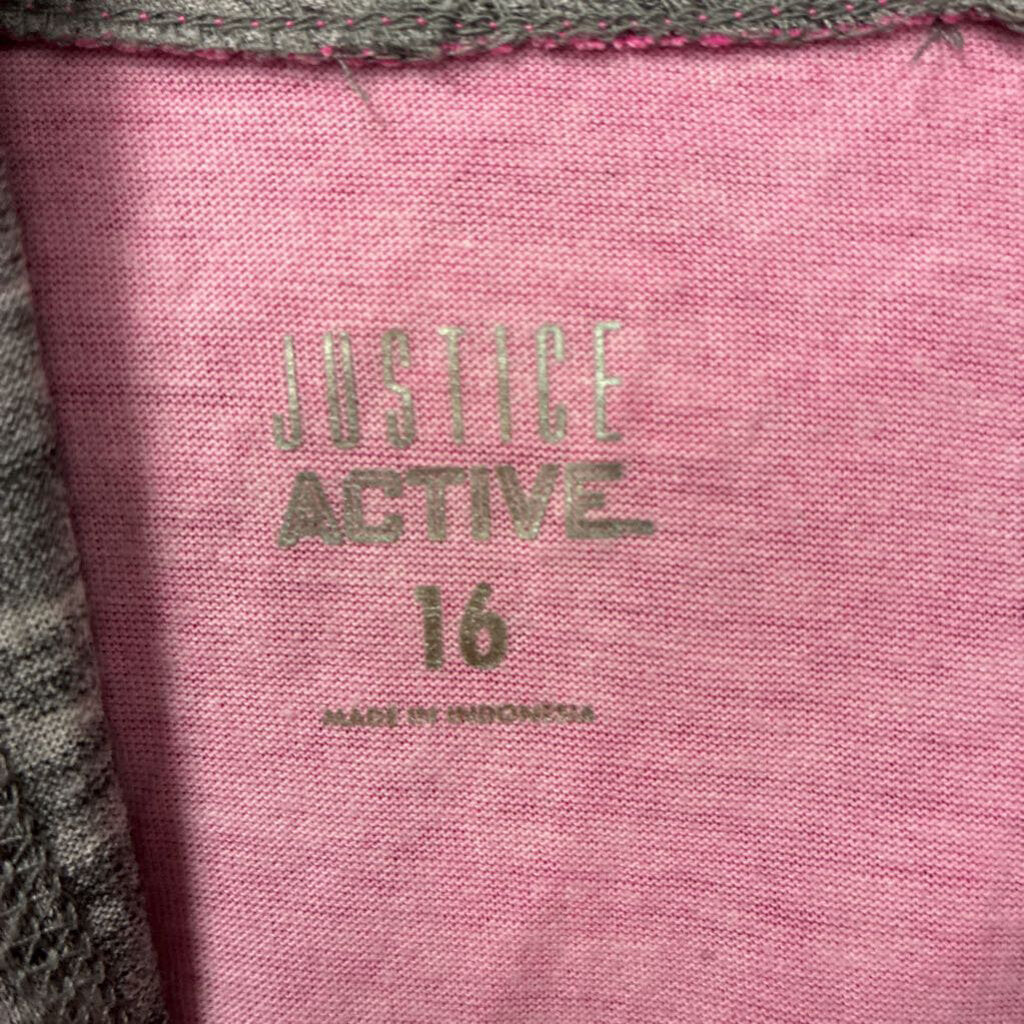 JUSTICE
ACTIVE
16
MADE IN INDONESIA